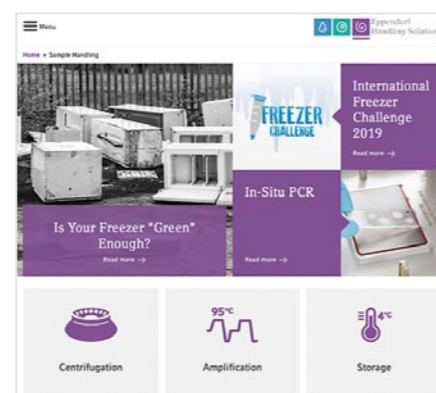 Menu
Eppendorf
Handling Solution
Home > Sample Handling
FREEZER
CHALLENGE
International
Freezer
Challenge
2019
Read more →
Is Your Freezer "Green"
Enough?
Read more →
In-Situ PCR
Read more →
95°C
4°C
Centrifugation
Amplification
Storage